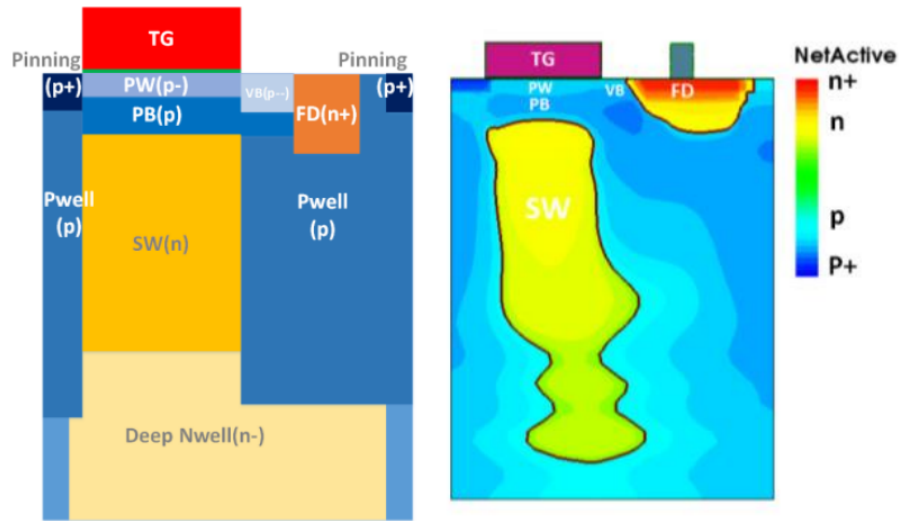 TG
Pinning
Pinning
(p+)
PW(p-)
VB(p--)
(p+)
PB(p)
FD(n+)
Pwell
(p)
Pwell
(p)
SW(n)
Deep Nwell(n-)
TG
PW
PB
VB
FD
SW
NetActive
n+
n
p
P+